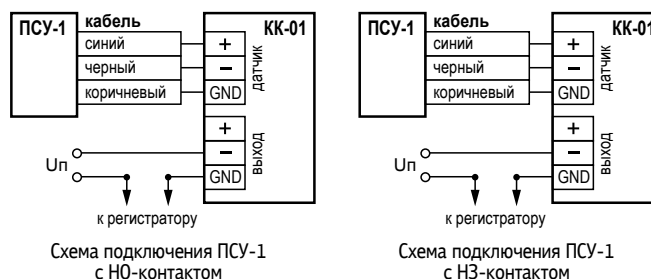 ПСУ-1
кабель
КК-01
синий
+
черный
–
коричневый
GND
датчик
+
–
GND
выход
Uп
к регистратору
Схема подключения ПСУ-1
с НО-контактом
ПСУ-1
кабель
КК-01
синий
+
черный
–
коричневый
GND
датчик
+
–
GND
выход
Uп
к регистратору
Схема подключения ПСУ-1
с НЗ-контактом